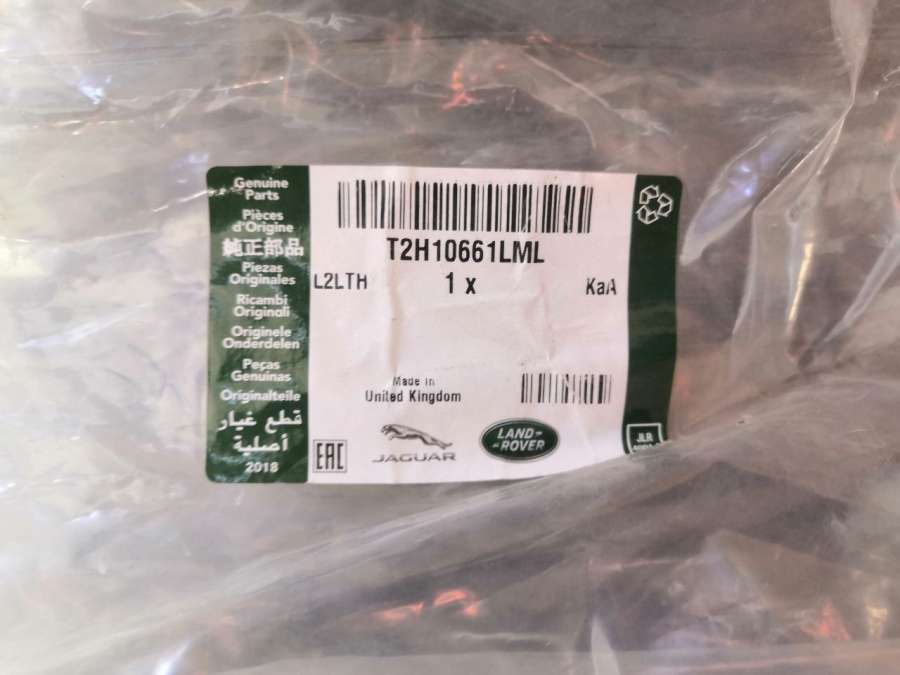 Genuine
Parts
Pièces
d'Origine
純正部品
Piezas
Originales
Ricambi
Originali
Originele
Onderdelen
Peças
Genuínas
Originalteile
قطع غيار
أصلية
2018
T2H10661LML
L2LTH 1 x KaA
Made in
United Kingdom
EAC
JAGUAR
LAND-
-ROVER
JLR